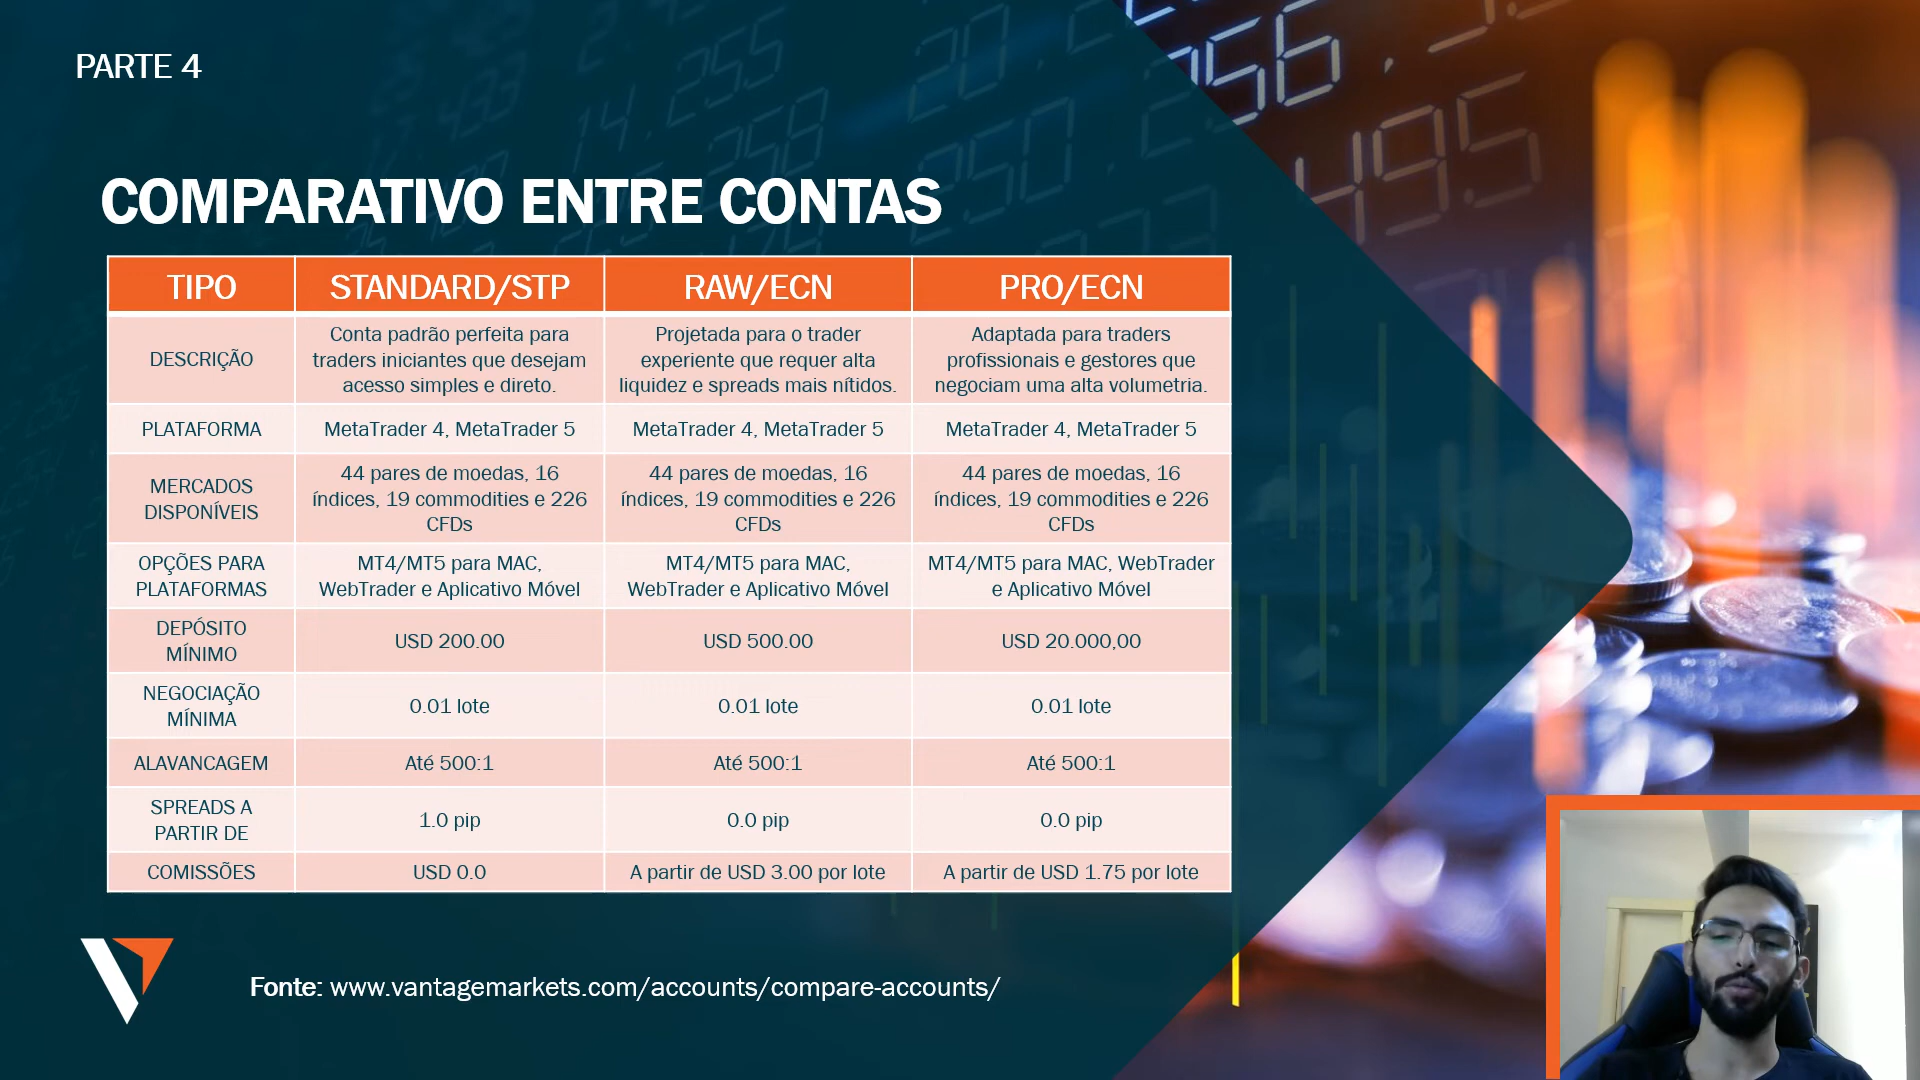 PARTE 4
COMPARATIVO ENTRE CONTAS
TIPO STANDARD/STP RAW/ECN PRO/ECN
DESCRIÇÃO
Conta padrão perfeita para
traders iniciantes que desejam
acesso simples e direto.
Projetada para o trader
experiente que requer alta
liquidez e spreads mais nítidos.
Adaptada para traders
profissionais e gestores que
negociam uma alta volumetria.
PLATAFORMA MetaTrader 4, MetaTrader 5 MetaTrader 4, MetaTrader 5 MetaTrader 4, MetaTrader 5
MERCADOS
DISPONÍVEIS
44 pares de moedas, 16
índices, 19 commodities e 226
CFDs
44 pares de moedas, 16
índices, 19 commodities e 226
CFDs
44 pares de moedas, 16
índices, 19 commodities e 226
CFDs
OPÇÕES PARA
PLATAFORMAS
MT4/MT5 para MAC,
WebTrader e Aplicativo Móvel
MT4/MT5 para MAC,
WebTrader e Aplicativo Móvel
MT4/MT5 para MAC, WebTrader
e Aplicativo Móvel
DEPÓSITO
MÍNIMO
USD 200.00 USD 500.00 USD 20.000,00
NEGOCIAÇÃO
MÍNIMA
0.01 lote 0.01 lote 0.01 lote
ALAVANCAGEM Até 500:1 Até 500:1 Até 500:1
SPREADS A
PARTIR DE
1.0 pip 0.0 pip 0.0 pip
COMISSÕES USD 0.0 A partir de USD 3.00 por lote A partir de USD 1.75 por lote
Fonte: www.vantagemarkets.com/accounts/compare-accounts/